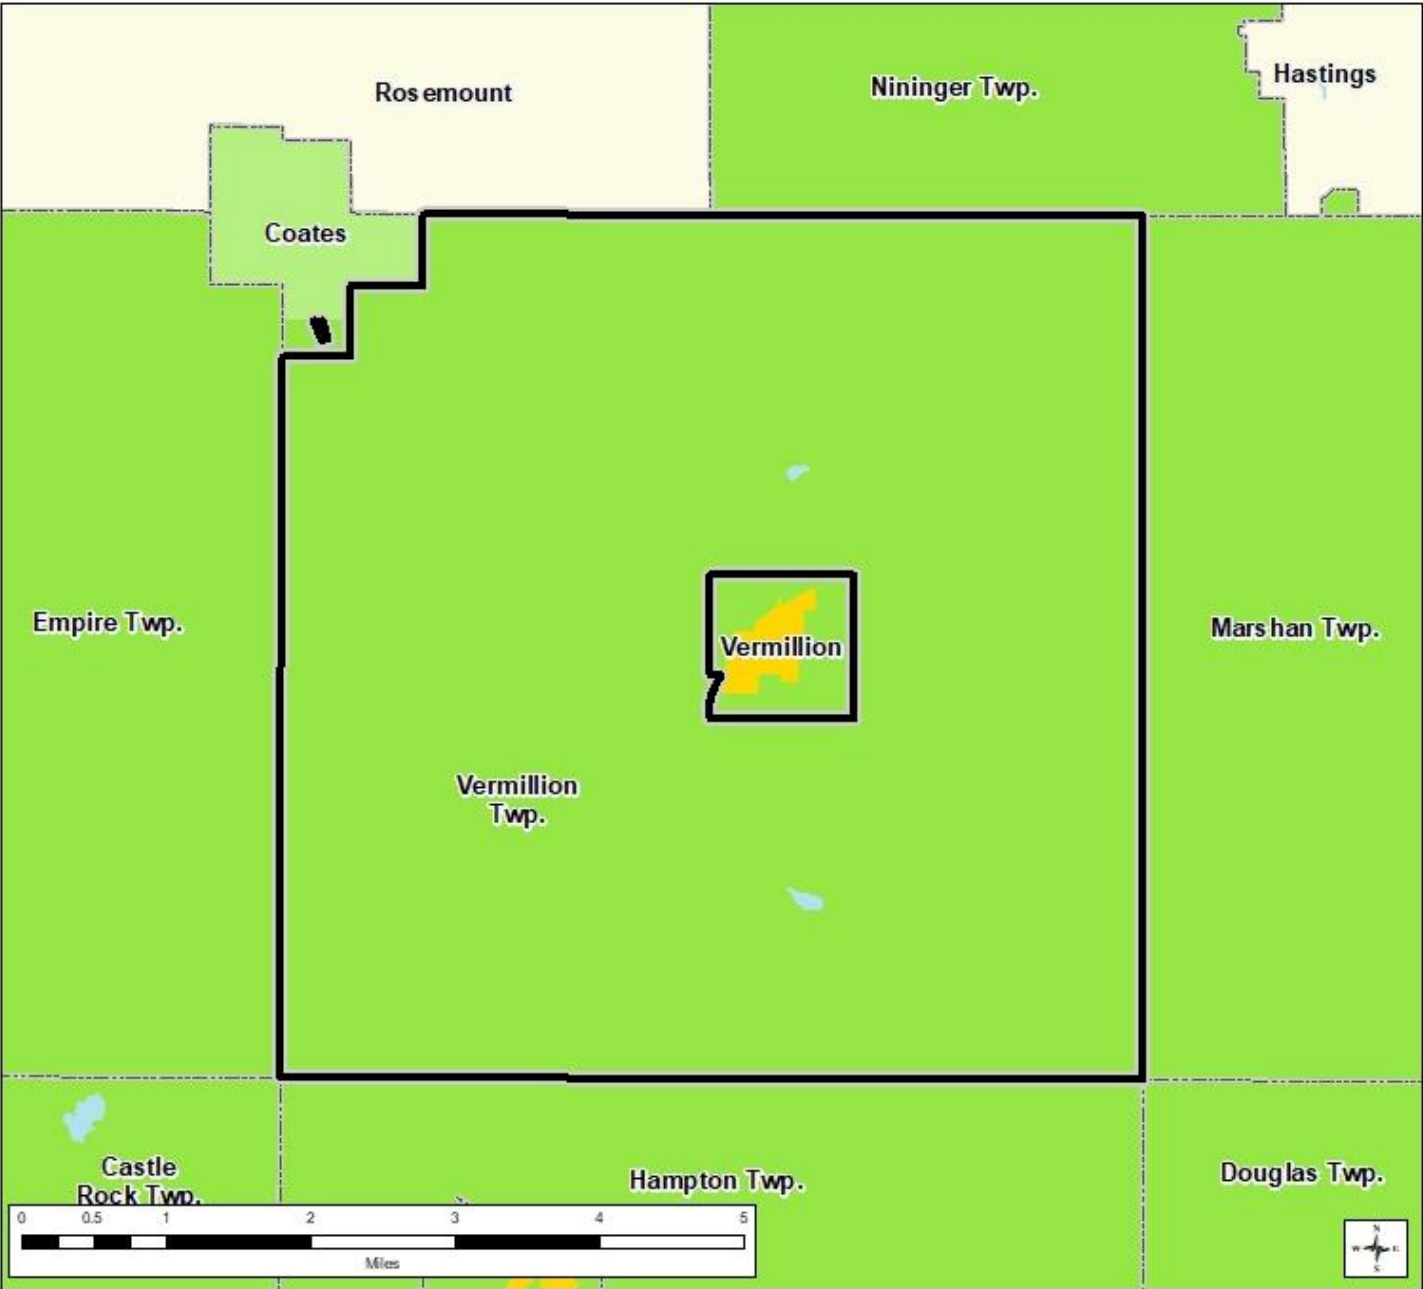 Rosemount
Nininger Twp.
Hastings
Coates
Empire Twp.
Vermillion
Marshan Twp.
Vermillion
Twp.
Castle
Rock Twp.
Hampton Twp.
Douglas Twp.
0 0.5 1 2 3 4 5
Miles
N
W E
S